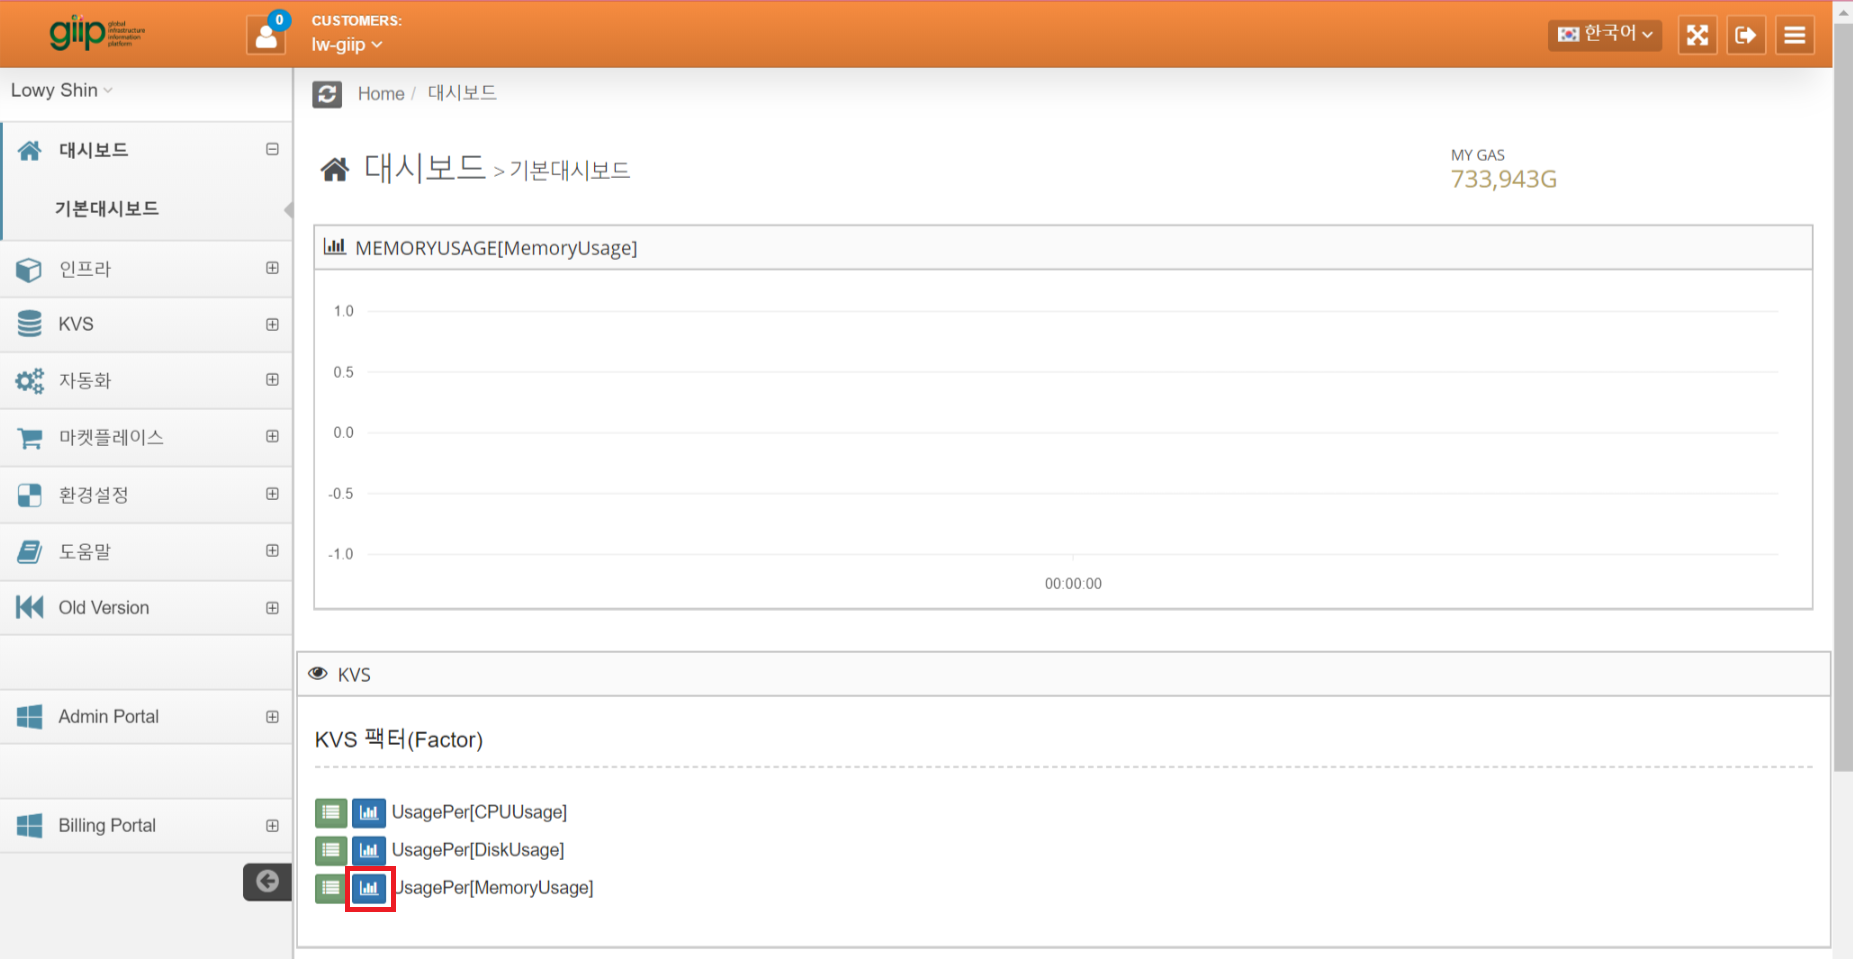 giip global infrastructure information platform
0
CUSTOMERS:
lw-giip
한국어
Lowy Shin
대시보드
기본대시보드
인프라
KVS
자동화
마켓플레이스
환경설정
도움말
Old Version
Admin Portal
Billing Portal
Home / 대시보드
대시보드 > 기본대시보드
MY GAS
733,943G
MEMORYUSAGE[MemoryUsage]
1.0
0.5
0.0
-0.5
-1.0
00:00:00
KVS
KVS 팩터(Factor)
UsagePer[CPUUsage]
UsagePer[DiskUsage]
UsagePer[MemoryUsage]